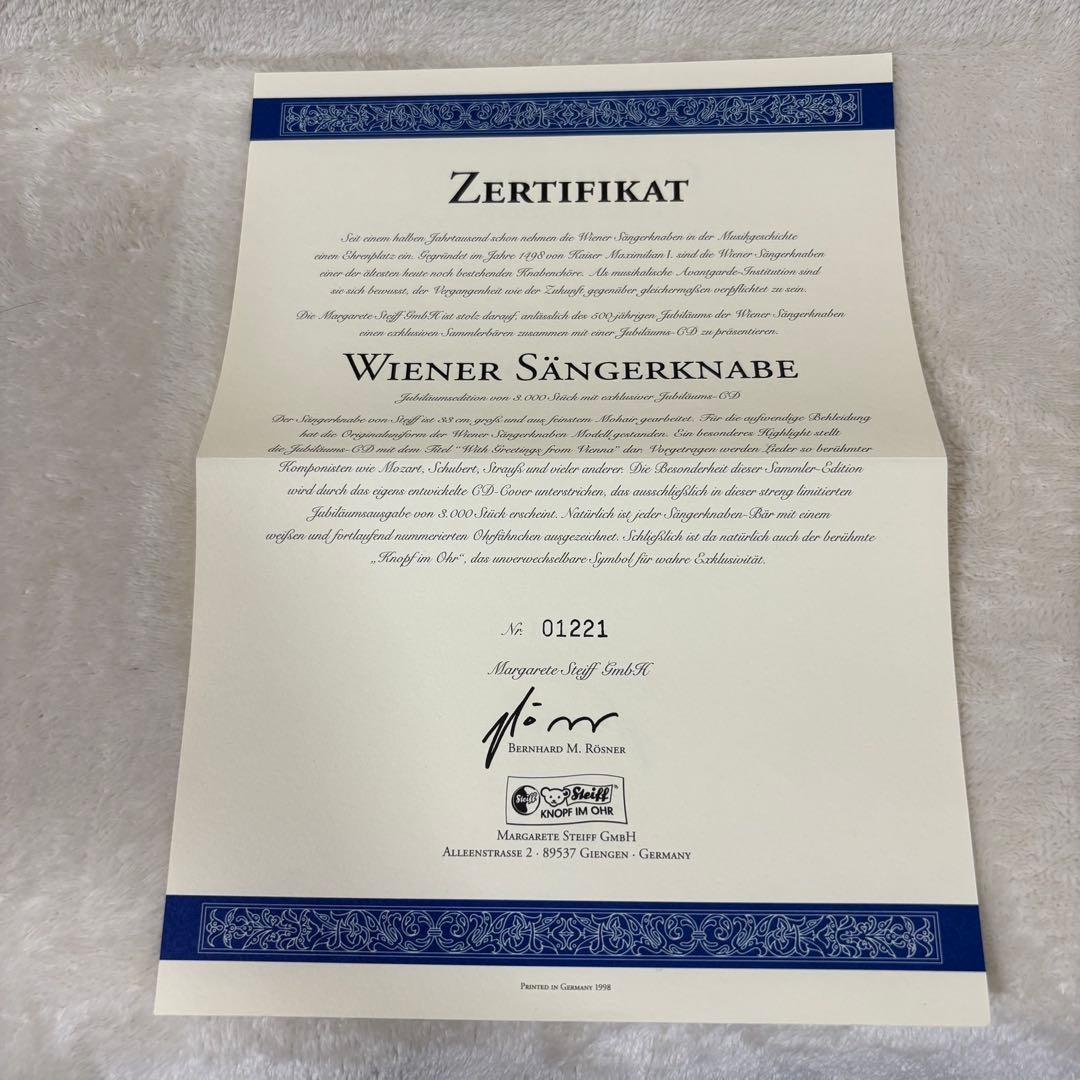 ZERTIFIKAT
Seit einem halben Jahrtausend schon nehmen die Wiener Sängerknaben in der Musikgeschichte
einen Ehrenplatz ein. Gegründet im Jahre 1498 von Kaiser Maximilian I. sind die Wiener Sängerknaben
einer der ältesten heute noch bestehenden Knabenchöre. Als musikalische Avantgarde-Institution sind
sie sich bewusst, der Vergangenheit wie der Zukunft gegenüber gleichermaßen verpflichtet zu sein.
Die Margarete Steiff GmbH ist stolz darauf, anlässlich des 500jährigen Jubiläums der Wiener Sängerknaben
einen exklusiven Sammlerbären zusammen mit einer Jubiläums-CD zu präsentieren.
WIENER SÄNGERKNABE
Jubiläumsedition von 3.000 Stück mit exklusiver Jubiläums-CD
Der Sängerknabe von Steiff ist 33 cm groß und aus feinstem Mohair gearbeitet. Für die aufwendige Bekleidung
hat die Originaluniform der Wiener Sängerknaben Modell gestanden. Ein besonderes Highlight stellt
die Jubiläums-CD mit dem Titel "With Greetings from Vienna" dar. Vorgetragen werden Lieder so berühmter
Komponisten wie Mozart, Schubert, Strauß und vieler anderer. Die Besonderheit dieser Sammler-Edition
wird durch das eigens entwickelte CD-Cover unterstrichen, das ausschließlich in dieser streng limitierten
Jubiläumsausgabe von 3.000 Stück erscheint. Natürlich ist jeder Sängerknaben-Bär mit einem
weißen und fortlaufend nummerierten Ohrfähnchen ausgezeichnet. Schließlich ist da natürlich auch der berühmte
„Knopf im Ohr“, das unverwechselbare Symbol für wahre Exklusivität.
Nr. 01221
Margarete Steiff GmbH
BERNHARD M. RÖSNER
Steiff Steiff®
KNOPF IM OHR
MARGARETE STEIFF GMBH
ALLEENSTRASSE 2 · 89537 GIENGEN · GERMANY
PRINTED IN GERMANY 1998